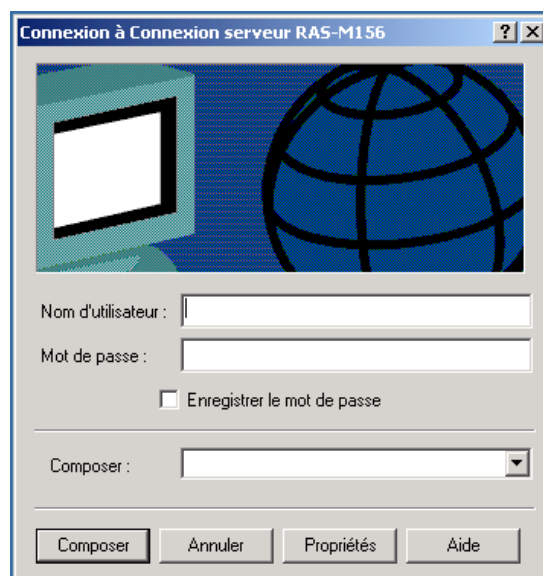 Connexion à Connexion serveur RAS-M156
Nom d'utilisateur :
Mot de passe :
Enregistrer le mot de passe
Composer :
Composer Annuler Propriétés Aide